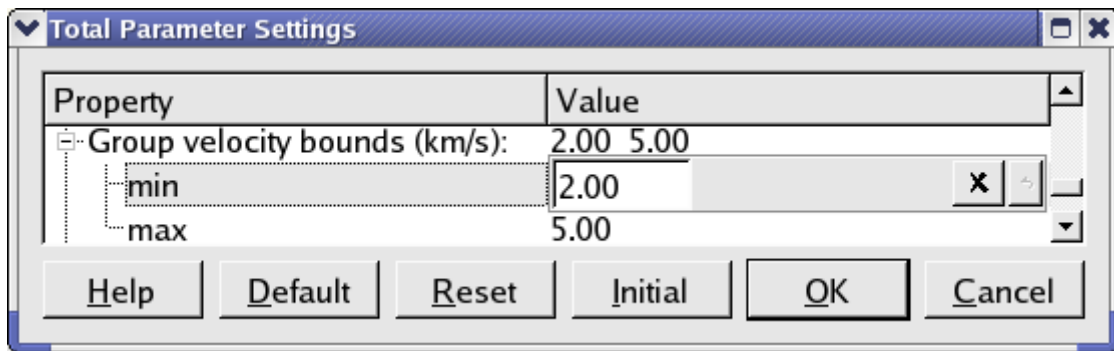 Total Parameter Settings
Property Value
Group velocity bounds (km/s): 2.00 5.00
min 2.00
max 5.00
Help Default Reset Initial OK Cancel